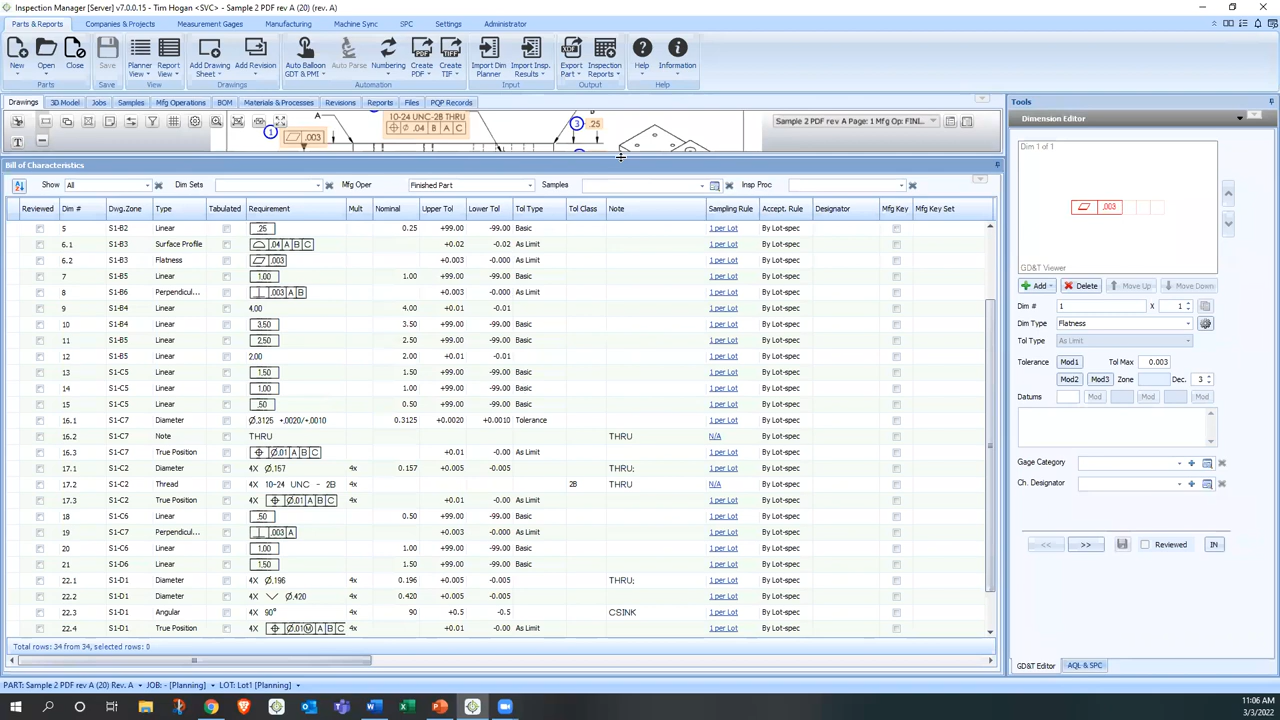 Inspection Manager [Server] v7.0.0.15 - Tim Hogan <SVC> - Sample 2 PDF rev A (20) (rev. A)
Parts & Reports Companies & Projects Measurement Gages Manufacturing Machine Sync SPC Settings Administrator
New Open Close Save Planner View Report View Add Drawing Sheet Add Revision Auto Balloon GDT & PMI Auto Parse Numbering Create PDF Create TIF Import Dim Planner Import Insp. Results Export Part Inspection Reports Help Information
Parts Save View Drawings Automation Input Output Help
Drawings 3D Model Jobs Samples Mfg Operations BOM Materials & Processes Revisions Reports Files PQP Records
A 10-24 UNC-2B THRU
1 .003 .04 B A C 3 .25
Sample 2 PDF rev A Page: 1 Mfg Op: FINI...
Bill of Characteristics
Show All Dim Sets Mfg Oper Finished Part Samples Insp Proc
Reviewed Dim # Dwg.Zone Type Tabulated Requirement Mult Nominal Upper Tol Lower Tol Tol Type Tol Class Note Sampling Rule Accept. Rule Designator Mfg Key Mfg Key Set
5 S1-B2 Linear .25 0.25 +99.00 -99.00 Basic 1 per Lot By Lot-spec
6.1 S1-B3 Surface Profile .04 A B C +0.02 -0.02 As Limit 1 per Lot By Lot-spec
6.2 S1-B3 Flatness .003 +0.003 -0.000 As Limit 1 per Lot By Lot-spec
7 S1-B5 Linear 1.00 1.00 +99.00 -99.00 Basic 1 per Lot By Lot-spec
8 S1-B6 Perpendicul... .003 A B +0.003 -0.000 As Limit 1 per Lot By Lot-spec
9 S1-B4 Linear 4.00 4.00 +0.01 -0.01 1 per Lot By Lot-spec
10 S1-B4 Linear 3.50 3.50 +99.00 -99.00 Basic 1 per Lot By Lot-spec
11 S1-B5 Linear 2.50 2.50 +99.00 -99.00 Basic 1 per Lot By Lot-spec
12 S1-B5 Linear 2.00 2.00 +0.01 -0.01 1 per Lot By Lot-spec
13 S1-C5 Linear 1.50 1.50 +99.00 -99.00 Basic 1 per Lot By Lot-spec
14 S1-C5 Linear 1.00 1.00 +99.00 -99.00 Basic 1 per Lot By Lot-spec
15 S1-C5 Linear .50 0.50 +99.00 -99.00 Basic 1 per Lot By Lot-spec
16.1 S1-C7 Diameter Ø.3125 +.0020/+.0010 0.3125 +0.0020 +0.0010 Tolerance 1 per Lot By Lot-spec
16.2 S1-C7 Note THRU THRU N/A By Lot-spec
16.3 S1-C7 True Position Ø.01 A B C +0.01 -0.00 As Limit 1 per Lot By Lot-spec
17.1 S1-C2 Diameter 4X Ø.157 4x 0.157 +0.005 -0.005 THRU; 1 per Lot By Lot-spec
17.2 S1-C2 Thread 4X 10-24 UNC - 2B 4x 2B THRU N/A By Lot-spec
17.3 S1-C2 True Position 4X Ø.01 A B C 4x +0.01 -0.00 As Limit 1 per Lot By Lot-spec
18 S1-C6 Linear .50 0.50 +99.00 -99.00 Basic 1 per Lot By Lot-spec
19 S1-C7 Perpendicul... .003 A +0.003 -0.000 As Limit 1 per Lot By Lot-spec
20 S1-C6 Linear 1.00 1.00 +99.00 -99.00 Basic 1 per Lot By Lot-spec
21 S1-D6 Linear 1.50 1.50 +99.00 -99.00 Basic 1 per Lot By Lot-spec
22.1 S1-D1 Diameter 4X Ø.196 4x 0.196 +0.005 -0.005 THRU; 1 per Lot By Lot-spec
22.2 S1-D1 Diameter 4X Ø.420 4x 0.420 +0.005 -0.005 1 per Lot By Lot-spec
22.3 S1-D1 Angular 4X 90° 4x 90 +0.5 -0.5 CSINK 1 per Lot By Lot-spec
22.4 S1-D1 True Position 4X Ø.01Ⓜ A B C 4x +0.01 -0.00 As Limit 1 per Lot By Lot-spec
Total rows: 34 from 34, selected rows: 0
Tools
Dimension Editor
Dim 1 of 1
.003
GD&T Viewer
Add Delete Move Up Move Down
Dim # 1 X 1
Dim Type Flatness
Tol Type As Limit
Tolerance Mod1 Tol Max 0.003
Mod2 Mod3 Zone Dec. 3
Datums Mod Mod
Gage Category
Ch. Designator
<< >> Reviewed IN
GD&T Editor AQL & SPC
PART: Sample 2 PDF rev A (20) Rev. A JOB: - [Planning] LOT: Lot1 [Planning]
11:06 AM
3/3/2022